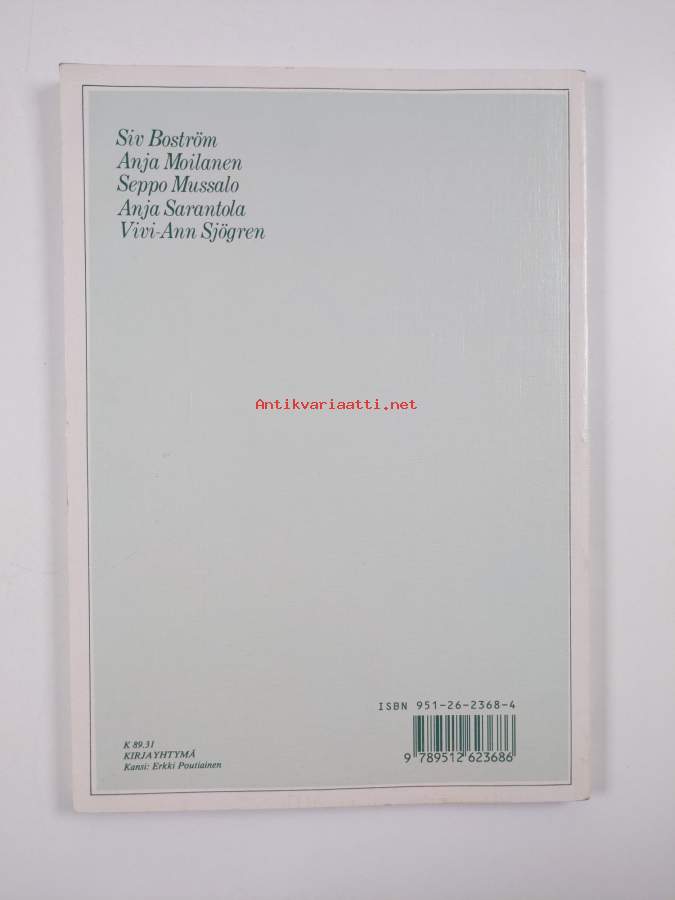 Siv Boström
Anja Moilanen
Seppo Mussalo
Anja Sarantola
Vivi-Ann Sjögren
Antikvariaatti.net
ISBN 951-26-2368-4
9 789512 623686
K 89.31
KIRJAYHTYMÄ
Kansi: Erkki Poutiainen